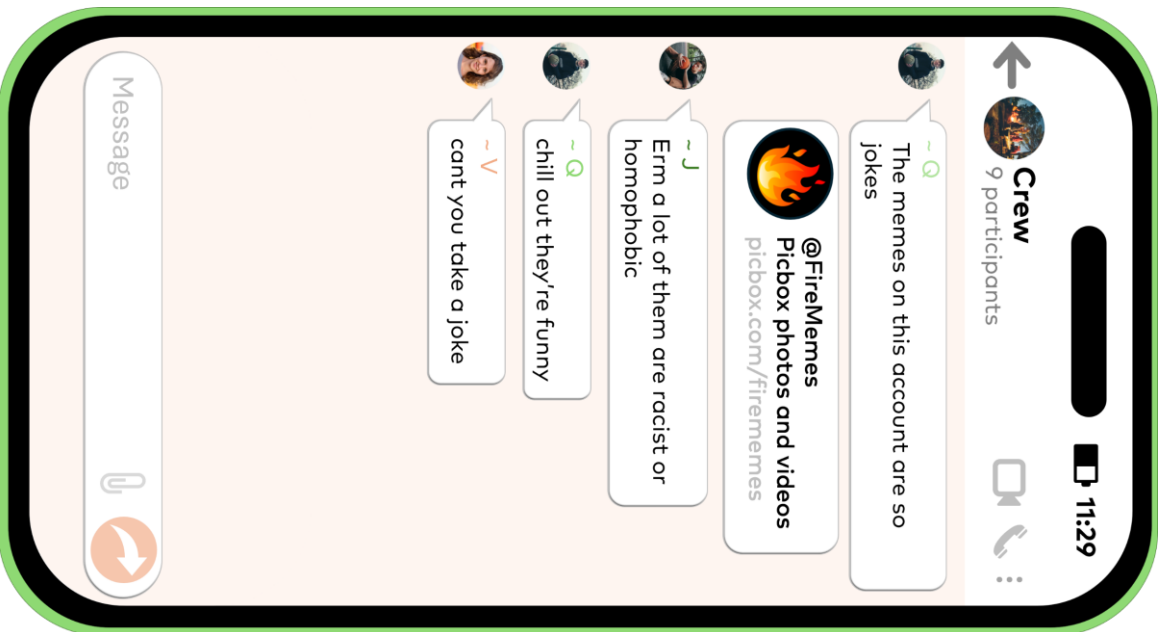 11:29
Crew
9 participants
~ Q
The memes on this account are so
jokes
@FireMemes
Picbox photos and videos
picbox.com/firememes
~ J
Erm a lot of them are racist or
homophobic
~ Q
chill out they're funny
~ V
cant you take a joke
Message